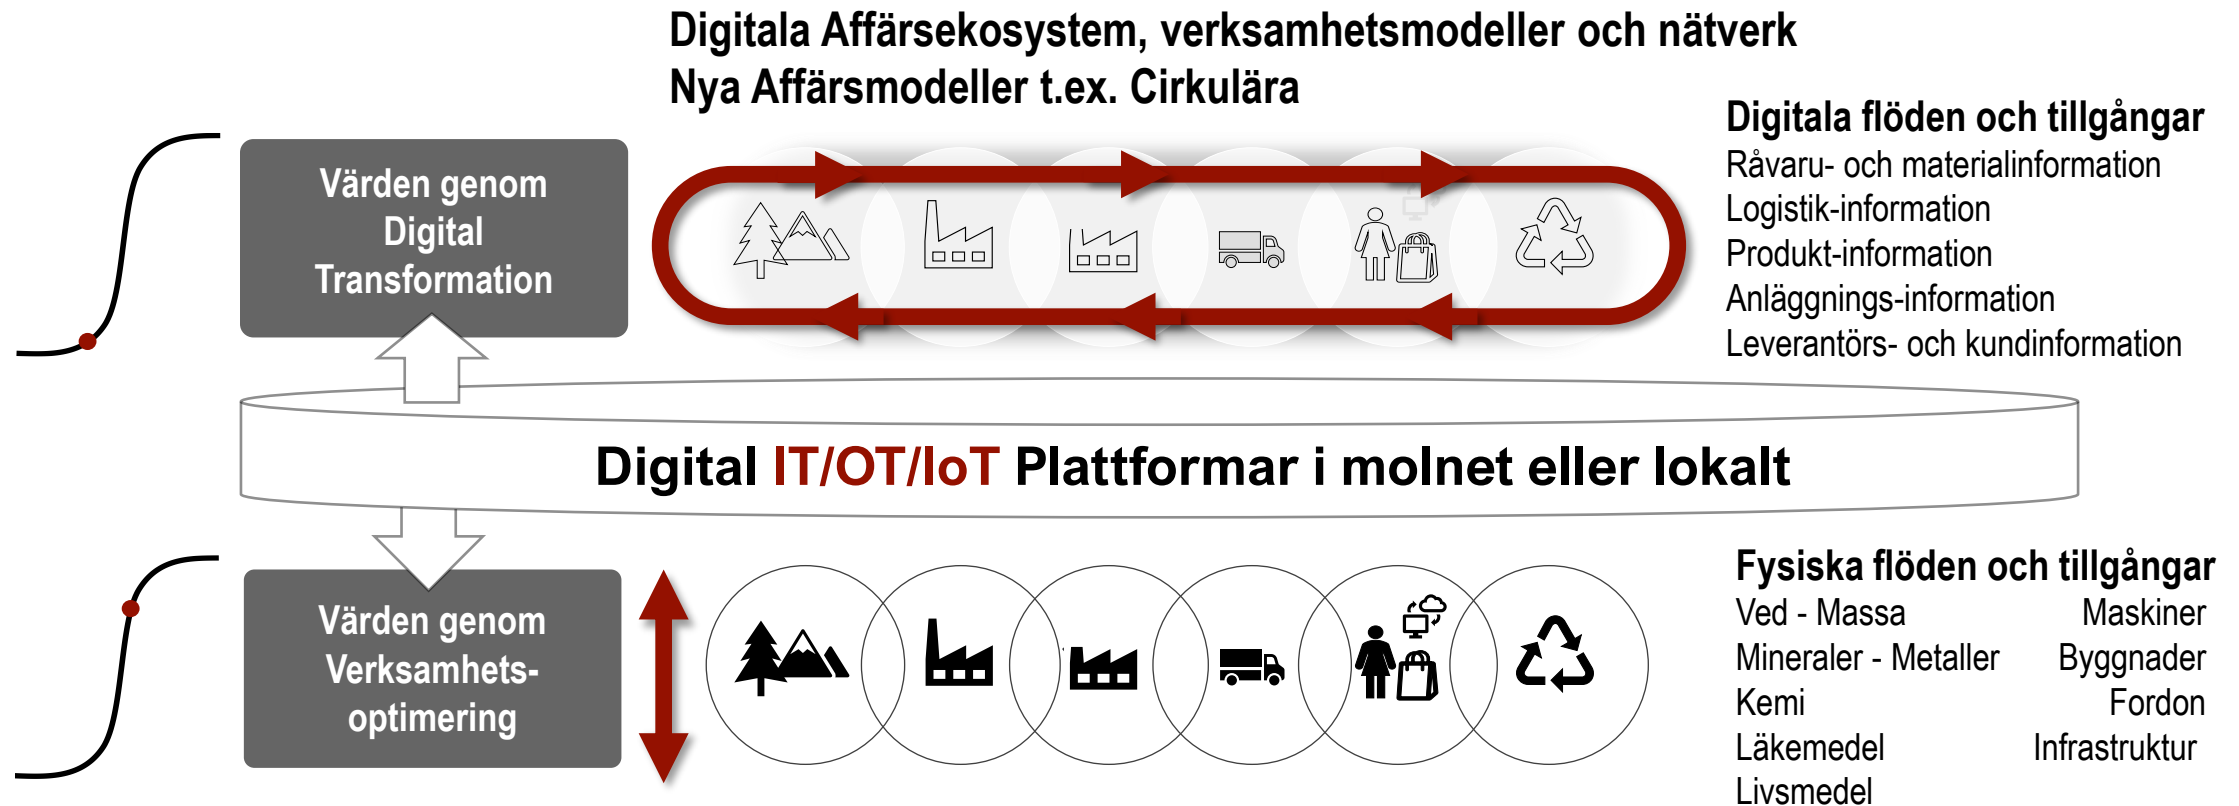 Digitala Affärsekosystem, verksamhetsmodeller och nätverk
Nya Affärsmodeller t.ex. Cirkulära
Värden genom
Digital
Transformation
Digitala flöden och tillgångar
Råvaru- och materialinformation
Logistik-information
Produkt-information
Anläggnings-information
Leverantörs- och kundinformation
Digital IT/OT/IoT Plattformar i molnet eller lokalt
Värden genom
Verksamhets-
optimering
Fysiska flöden och tillgångar
Ved - Massa Maskiner
Mineraler - Metaller Byggnader
Kemi Fordon
Läkemedel Infrastruktur
Livsmedel